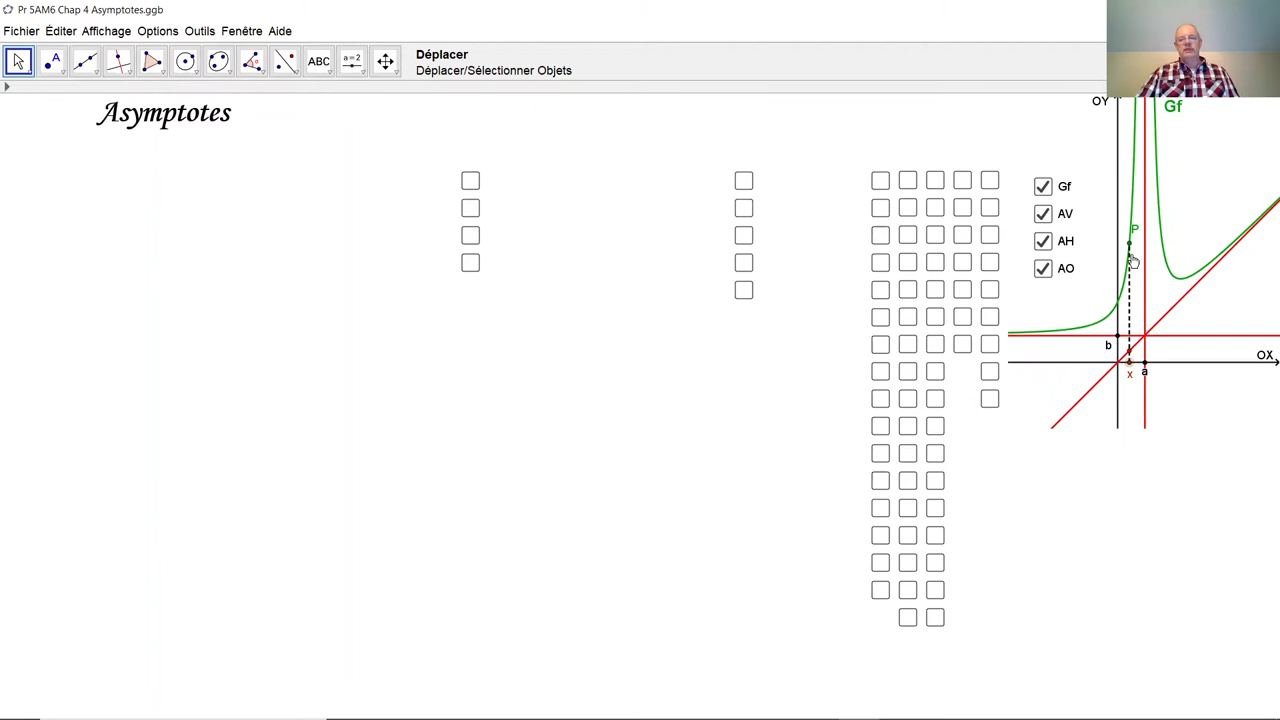 Pr 5AM6 Chap 4 Asymptotes.ggb
Fichier Éditer Affichage Options Outils Fenêtre Aide
A ABC a=2
Déplacer
Déplacer/Sélectionner Objets
Asymptotes
OY
Gf
Gf
AV
AH
AO
P
b
OX
x
a